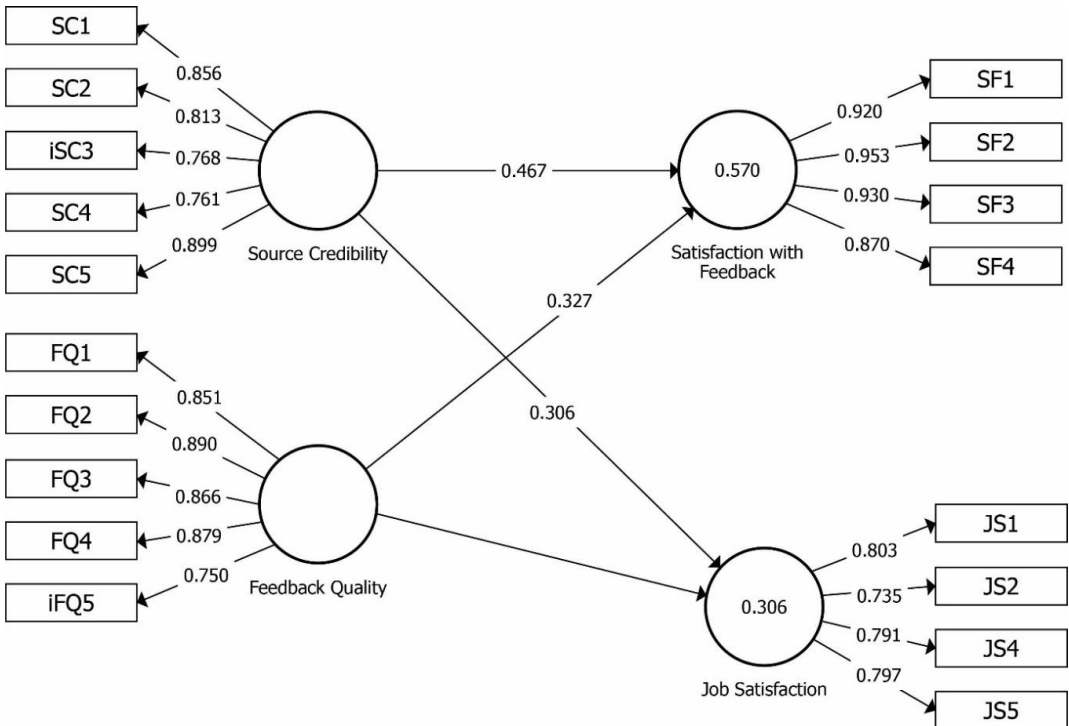 SC1
SC2
iSC3
SC4
SC5
0.856
0.813
0.768
0.761
0.899
Source Credibility
FQ1
FQ2
FQ3
FQ4
iFQ5
0.851
0.890
0.866
0.879
0.750
Feedback Quality
0.467
0.327
0.306
0.570
Satisfaction with
Feedback
0.920
0.953
0.930
0.870
SF1
SF2
SF3
SF4
0.306
Job Satisfaction
0.803
0.735
0.791
0.797
JS1
JS2
JS4
JS5